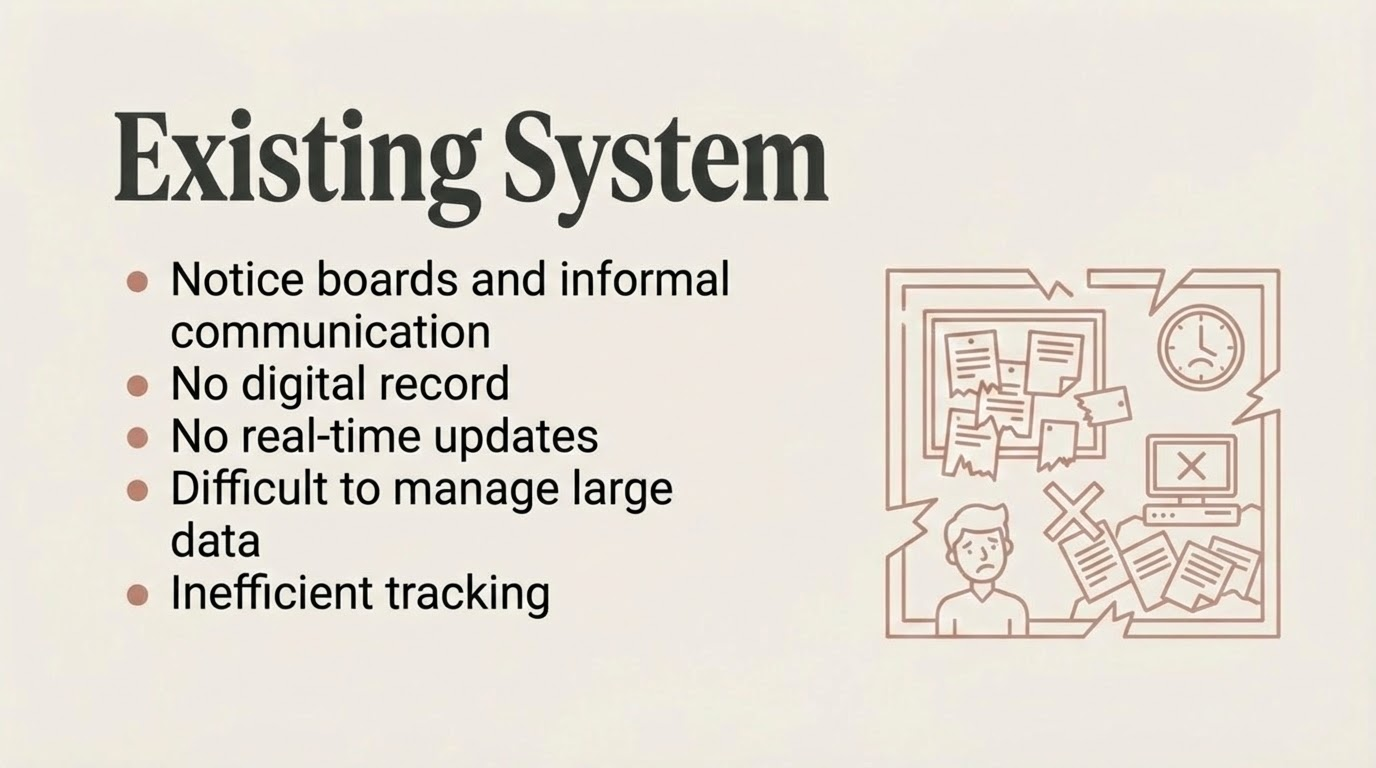 Existing System
● Notice boards and informal
communication
● No digital record
● No real-time updates
● Difficult to manage large
data
● Inefficient tracking